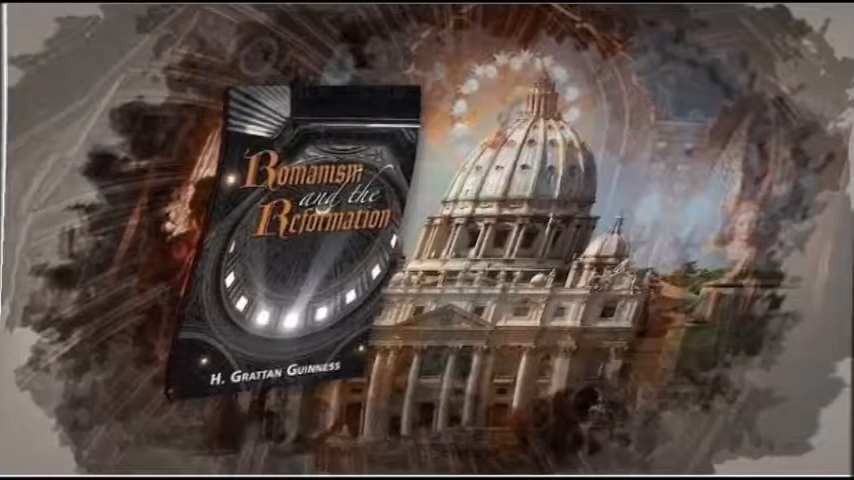 Romanism
and the
Reformation
H. GRATTAN GUINNESS